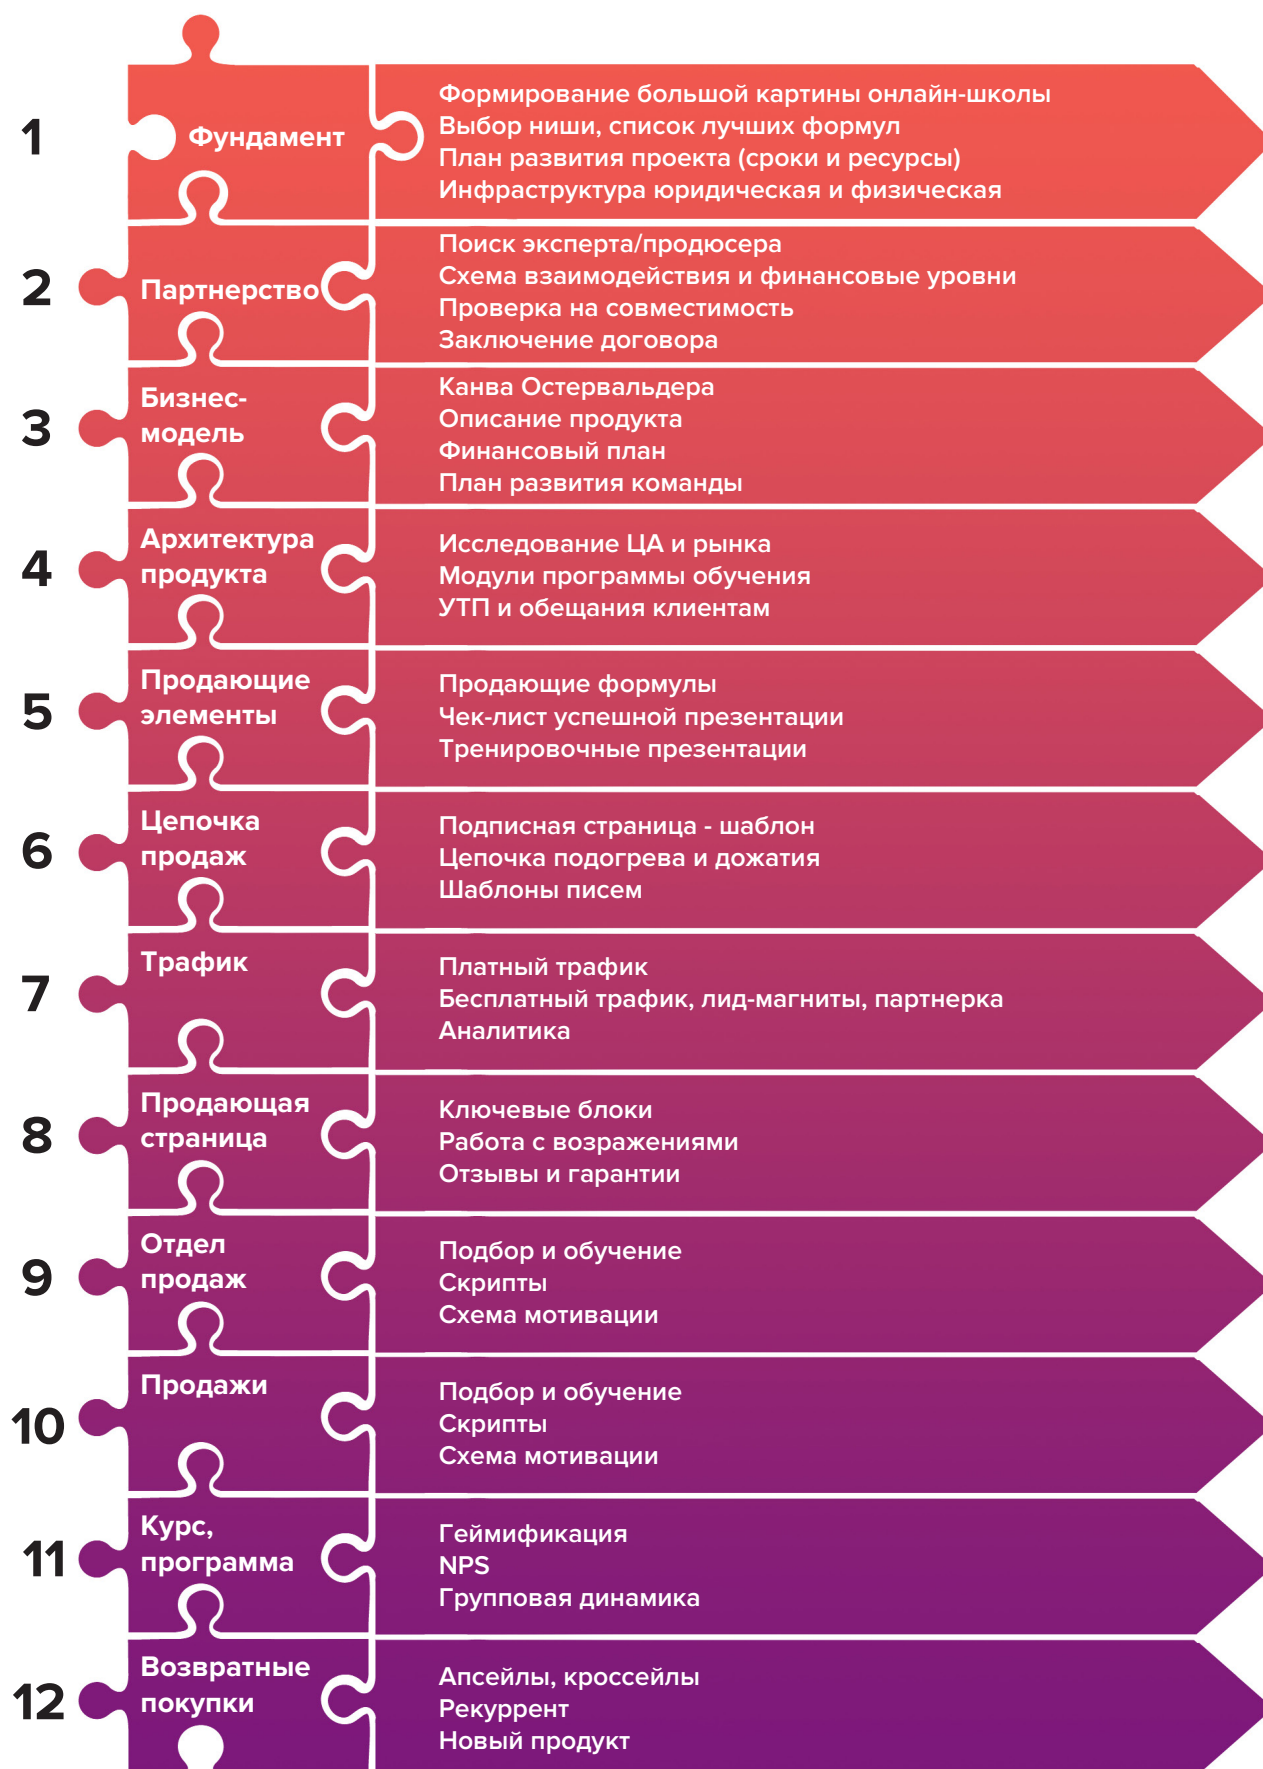 1
Фундамент
Формирование большой картины онлайн-школы
Выбор ниши, список лучших формул
План развития проекта (сроки и ресурсы)
Инфраструктура юридическая и физическая
2
Партнерство
Поиск эксперта/продюсера
Схема взаимодействия и финансовые уровни
Проверка на совместимость
Заключение договора
3
Бизнес-
модель
Канва Остервальдера
Описание продукта
Финансовый план
План развития команды
4
Архитектура
продукта
Исследование ЦА и рынка
Модули программы обучения
УТП и обещания клиентам
5
Продающие
элементы
Продающие формулы
Чек-лист успешной презентации
Тренировочные презентации
6
Цепочка
продаж
Подписная страница - шаблон
Цепочка подогрева и дожатия
Шаблоны писем
7
Трафик
Платный трафик
Бесплатный трафик, лид-магниты, партнерка
Аналитика
8
Продающая
страница
Ключевые блоки
Работа с возражениями
Отзывы и гарантии
9
Отдел
продаж
Подбор и обучение
Скрипты
Схема мотивации
10
Продажи
Подбор и обучение
Скрипты
Схема мотивации
11
Курс,
программа
Геймификация
NPS
Групповая динамика
12
Возвратные
покупки
Апсейлы, кроссейлы
Рекуррент
Новый продукт